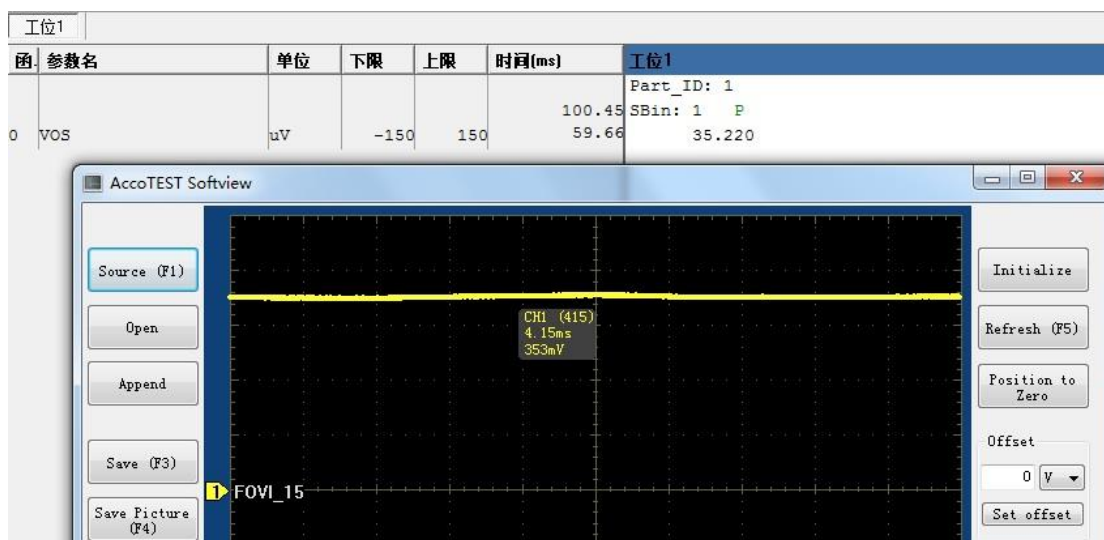 工位1
函. 参数名 单位 下限 上限 时间(ms) 工位1
Part_ID: 1
100.45 SBin: 1 P
0 VOS uV -150 150 59.66 35.220
AccoTEST Softview
Source (F1)
Open
Append
Save (F3)
Save Picture
(F4)
CH1 (415)
4.15ms
353mV
1 FOVI_15
Initialize
Refresh (F5)
Position to
Zero
Offset
0 V
Set offset